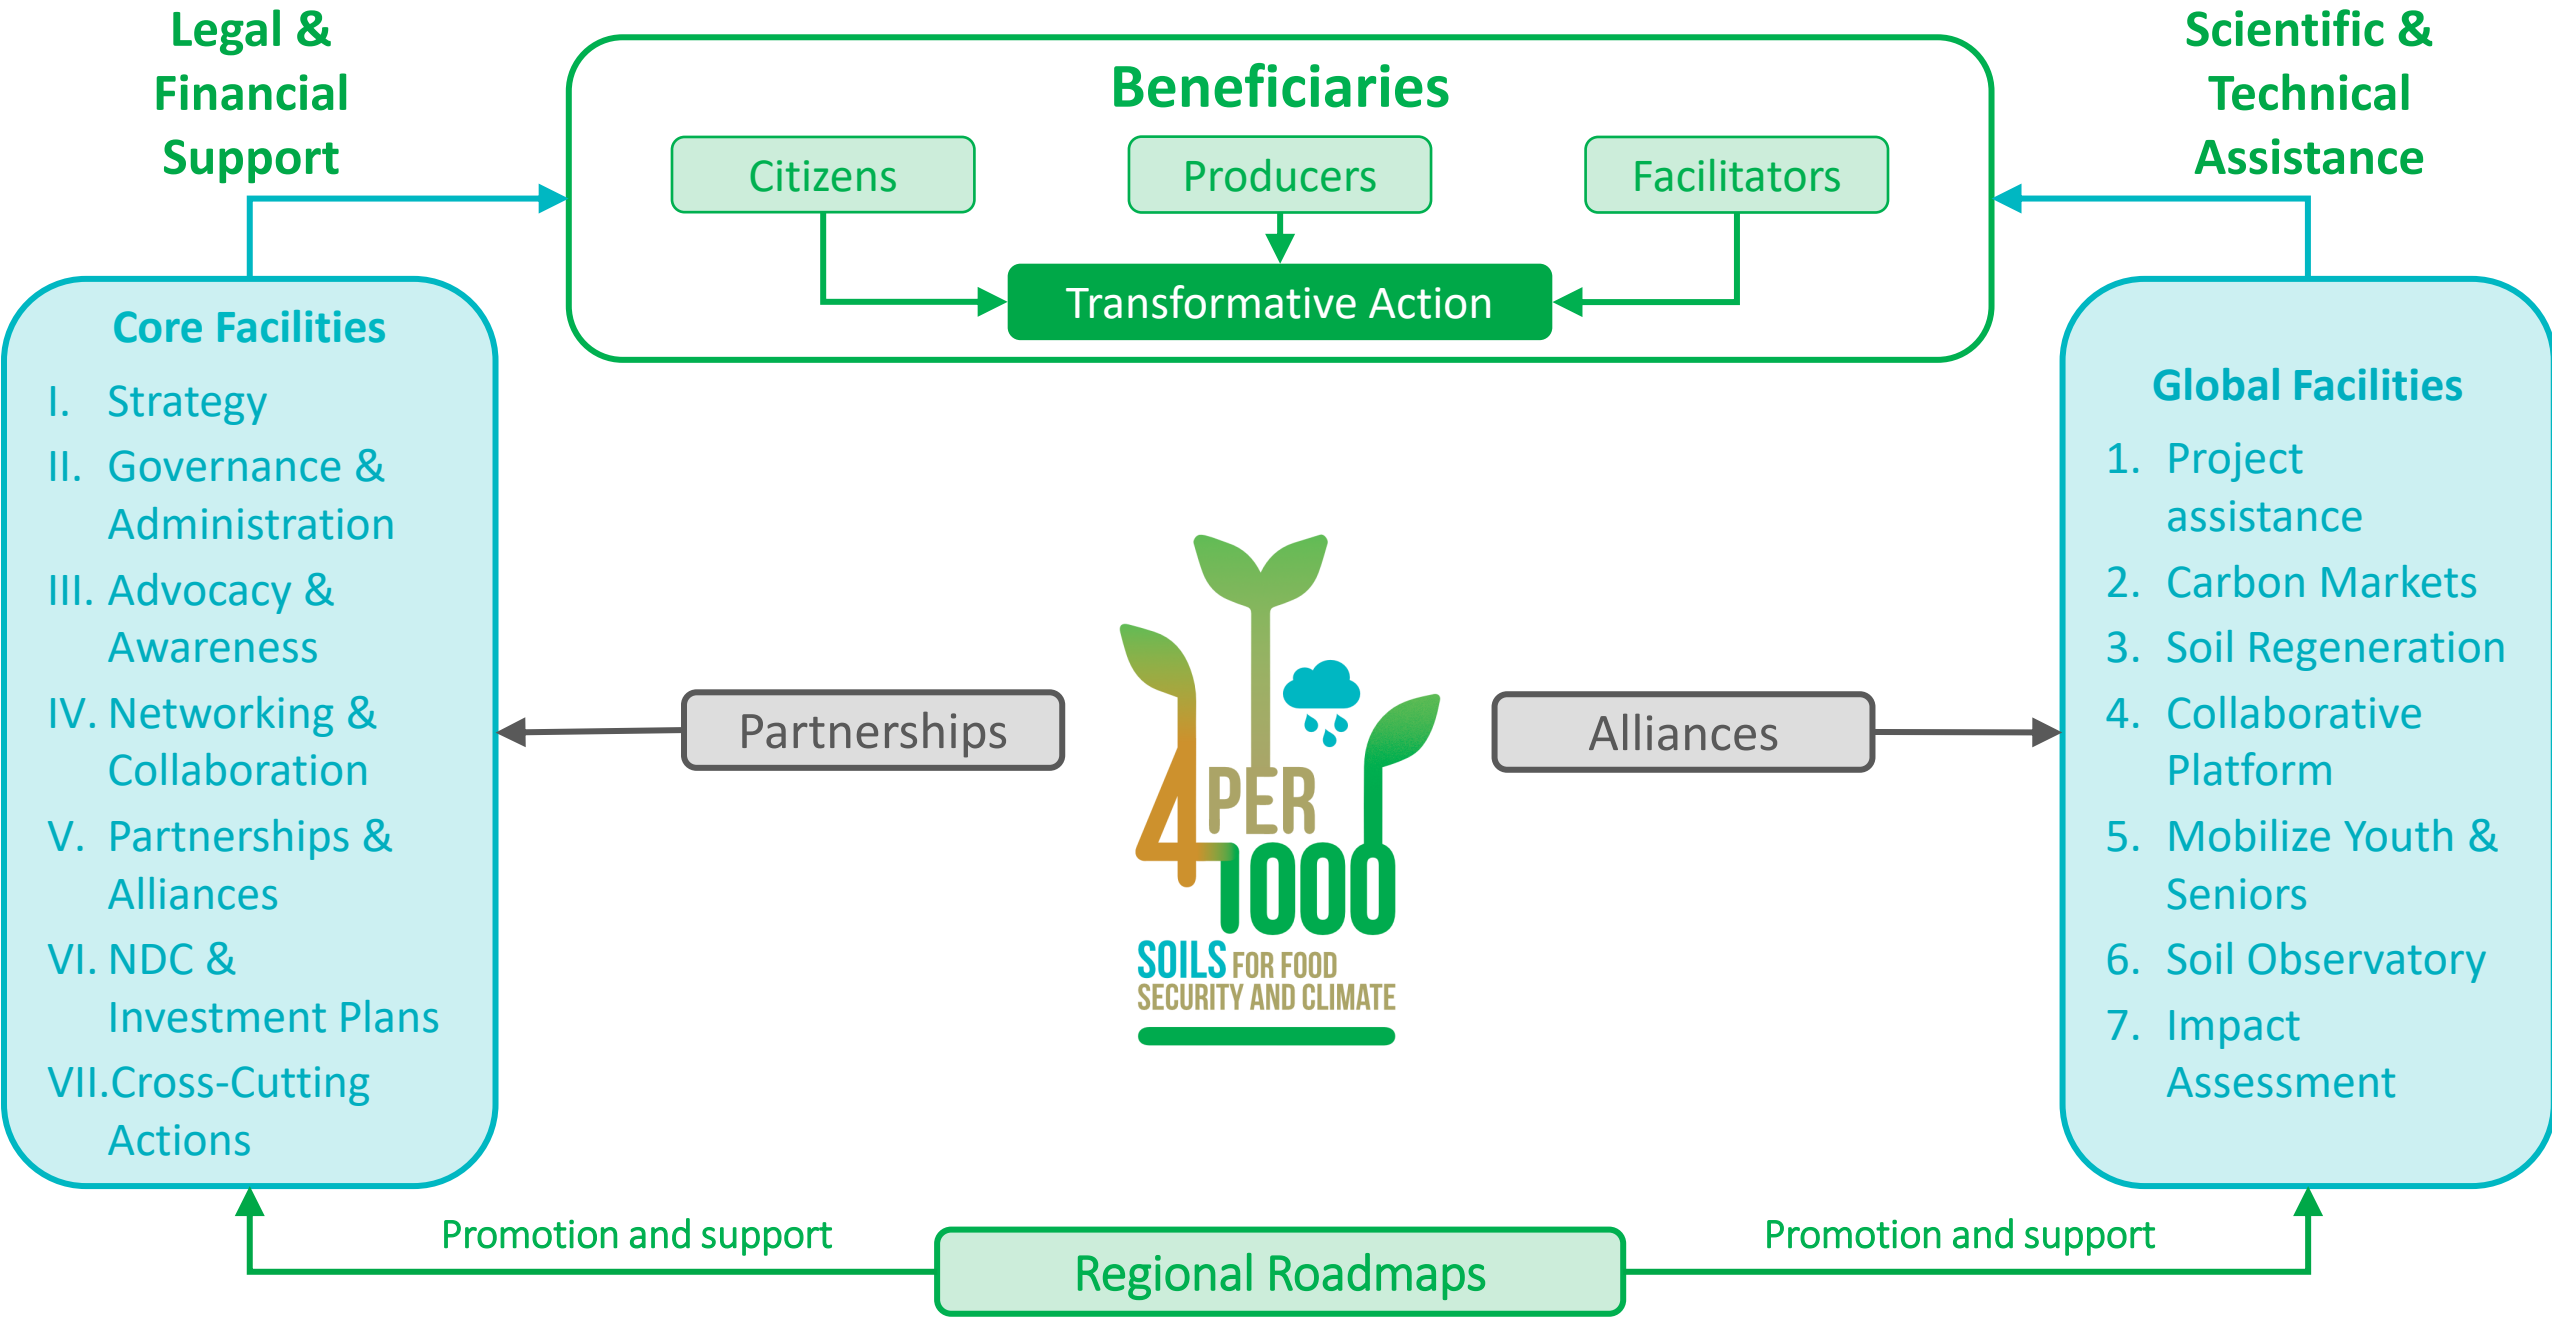 Legal &
Financial
Support
Beneficiaries
Citizens
Producers
Facilitators
Transformative Action
Scientific &
Technical
Assistance
Core Facilities
I. Strategy
II. Governance &
Administration
III. Advocacy &
Awareness
IV. Networking &
Collaboration
V. Partnerships &
Alliances
VI. NDC &
Investment Plans
VII.Cross-Cutting
Actions
Partnerships
4 PER
1000
SOILS FOR FOOD
SECURITY AND CLIMATE
Alliances
Global Facilities
1. Project
assistance
2. Carbon Markets
3. Soil Regeneration
4. Collaborative
Platform
5. Mobilize Youth &
Seniors
6. Soil Observatory
7. Impact
Assessment
Promotion and support
Regional Roadmaps
Promotion and support